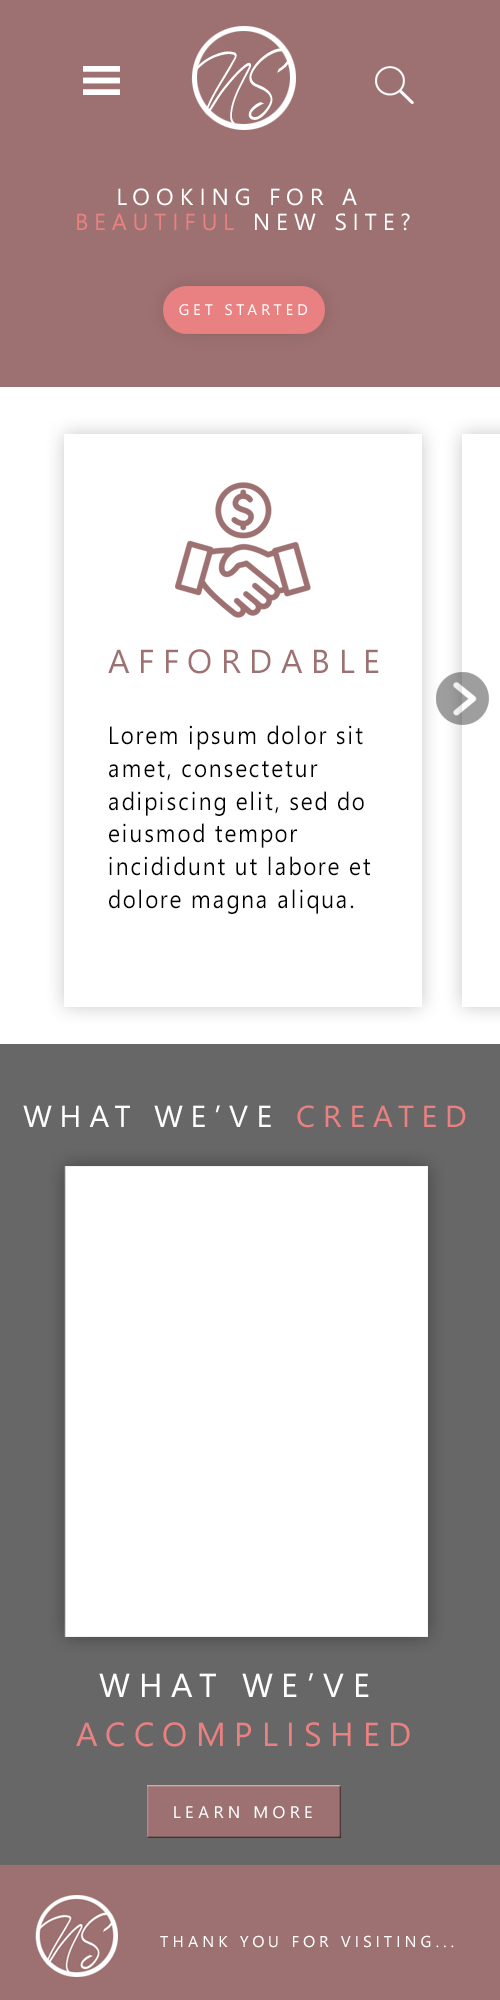 NS
LOOKING FOR A
BEAUTIFUL NEW SITE?
GET STARTED
$
AFFORDABLE
Lorem ipsum dolor sit
amet, consectetur
adipiscing elit, sed do
eiusmod tempor
incididunt ut labore et
dolore magna aliqua.
WHAT WE’VE CREATED
WHAT WE’VE
ACCOMPLISHED
LEARN MORE
NS
THANK YOU FOR VISITING...